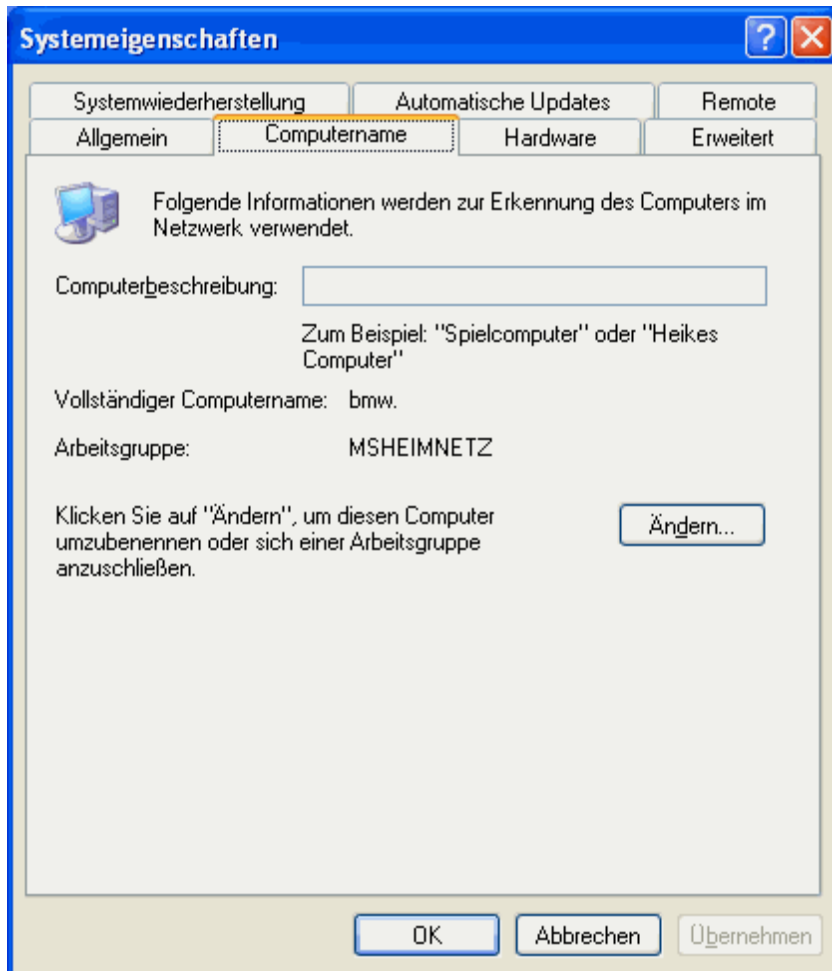 Systemeigenschaften
Systemwiederherstellung Automatische Updates Remote
Allgemein Computername Hardware Erweitert
Folgende Informationen werden zur Erkennung des Computers im
Netzwerk verwendet.
Computerbeschreibung:
Zum Beispiel: "Spielcomputer" oder "Heikes
Computer"
Vollständiger Computername: bmw.
Arbeitsgruppe: MSHEIMNETZ
Klicken Sie auf "Ändern", um diesen Computer
umzubenennen oder sich einer Arbeitsgruppe
anzuschließen.
Ändern...
OK Abbrechen Übernehmen